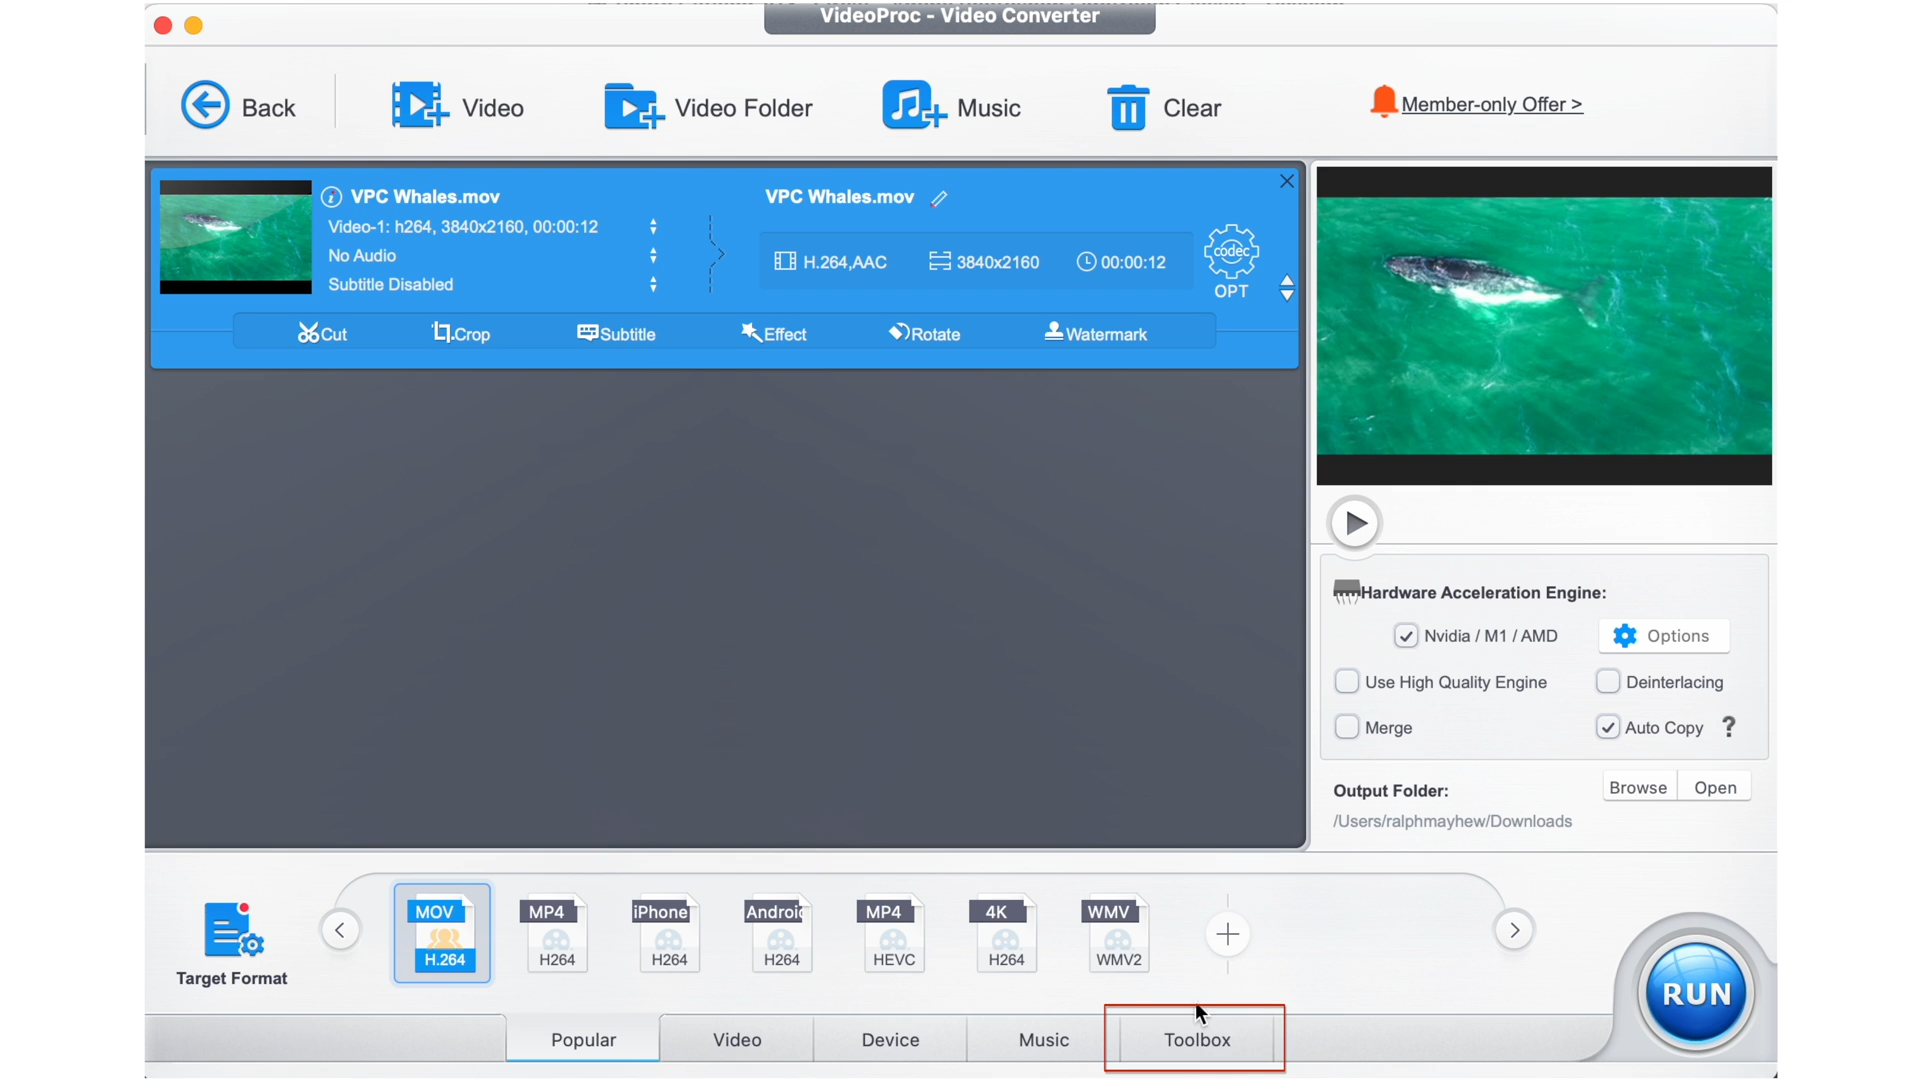 VideoProc - Video Converter
Back
Video
Video Folder
Music
Clear
Member-only Offer >
VPC Whales.mov
Video-1: h264, 3840x2160, 00:00:12
No Audio
Subtitle Disabled
VPC Whales.mov
H.264,AAC
3840x2160
00:00:12
codec
OPT
Cut
Crop
Subtitle
Effect
Rotate
Watermark
Hardware Acceleration Engine:
Nvidia / M1 / AMD
Options
Use High Quality Engine
Deinterlacing
Merge
Auto Copy ?
Output Folder:
Browse
Open
/Users/ralphmayhew/Downloads
Target Format
MOV
H.264
MP4
H264
iPhone
H264
Android
H264
MP4
HEVC
4K
H264
WMV
WMV2
RUN
Popular
Video
Device
Music
Toolbox